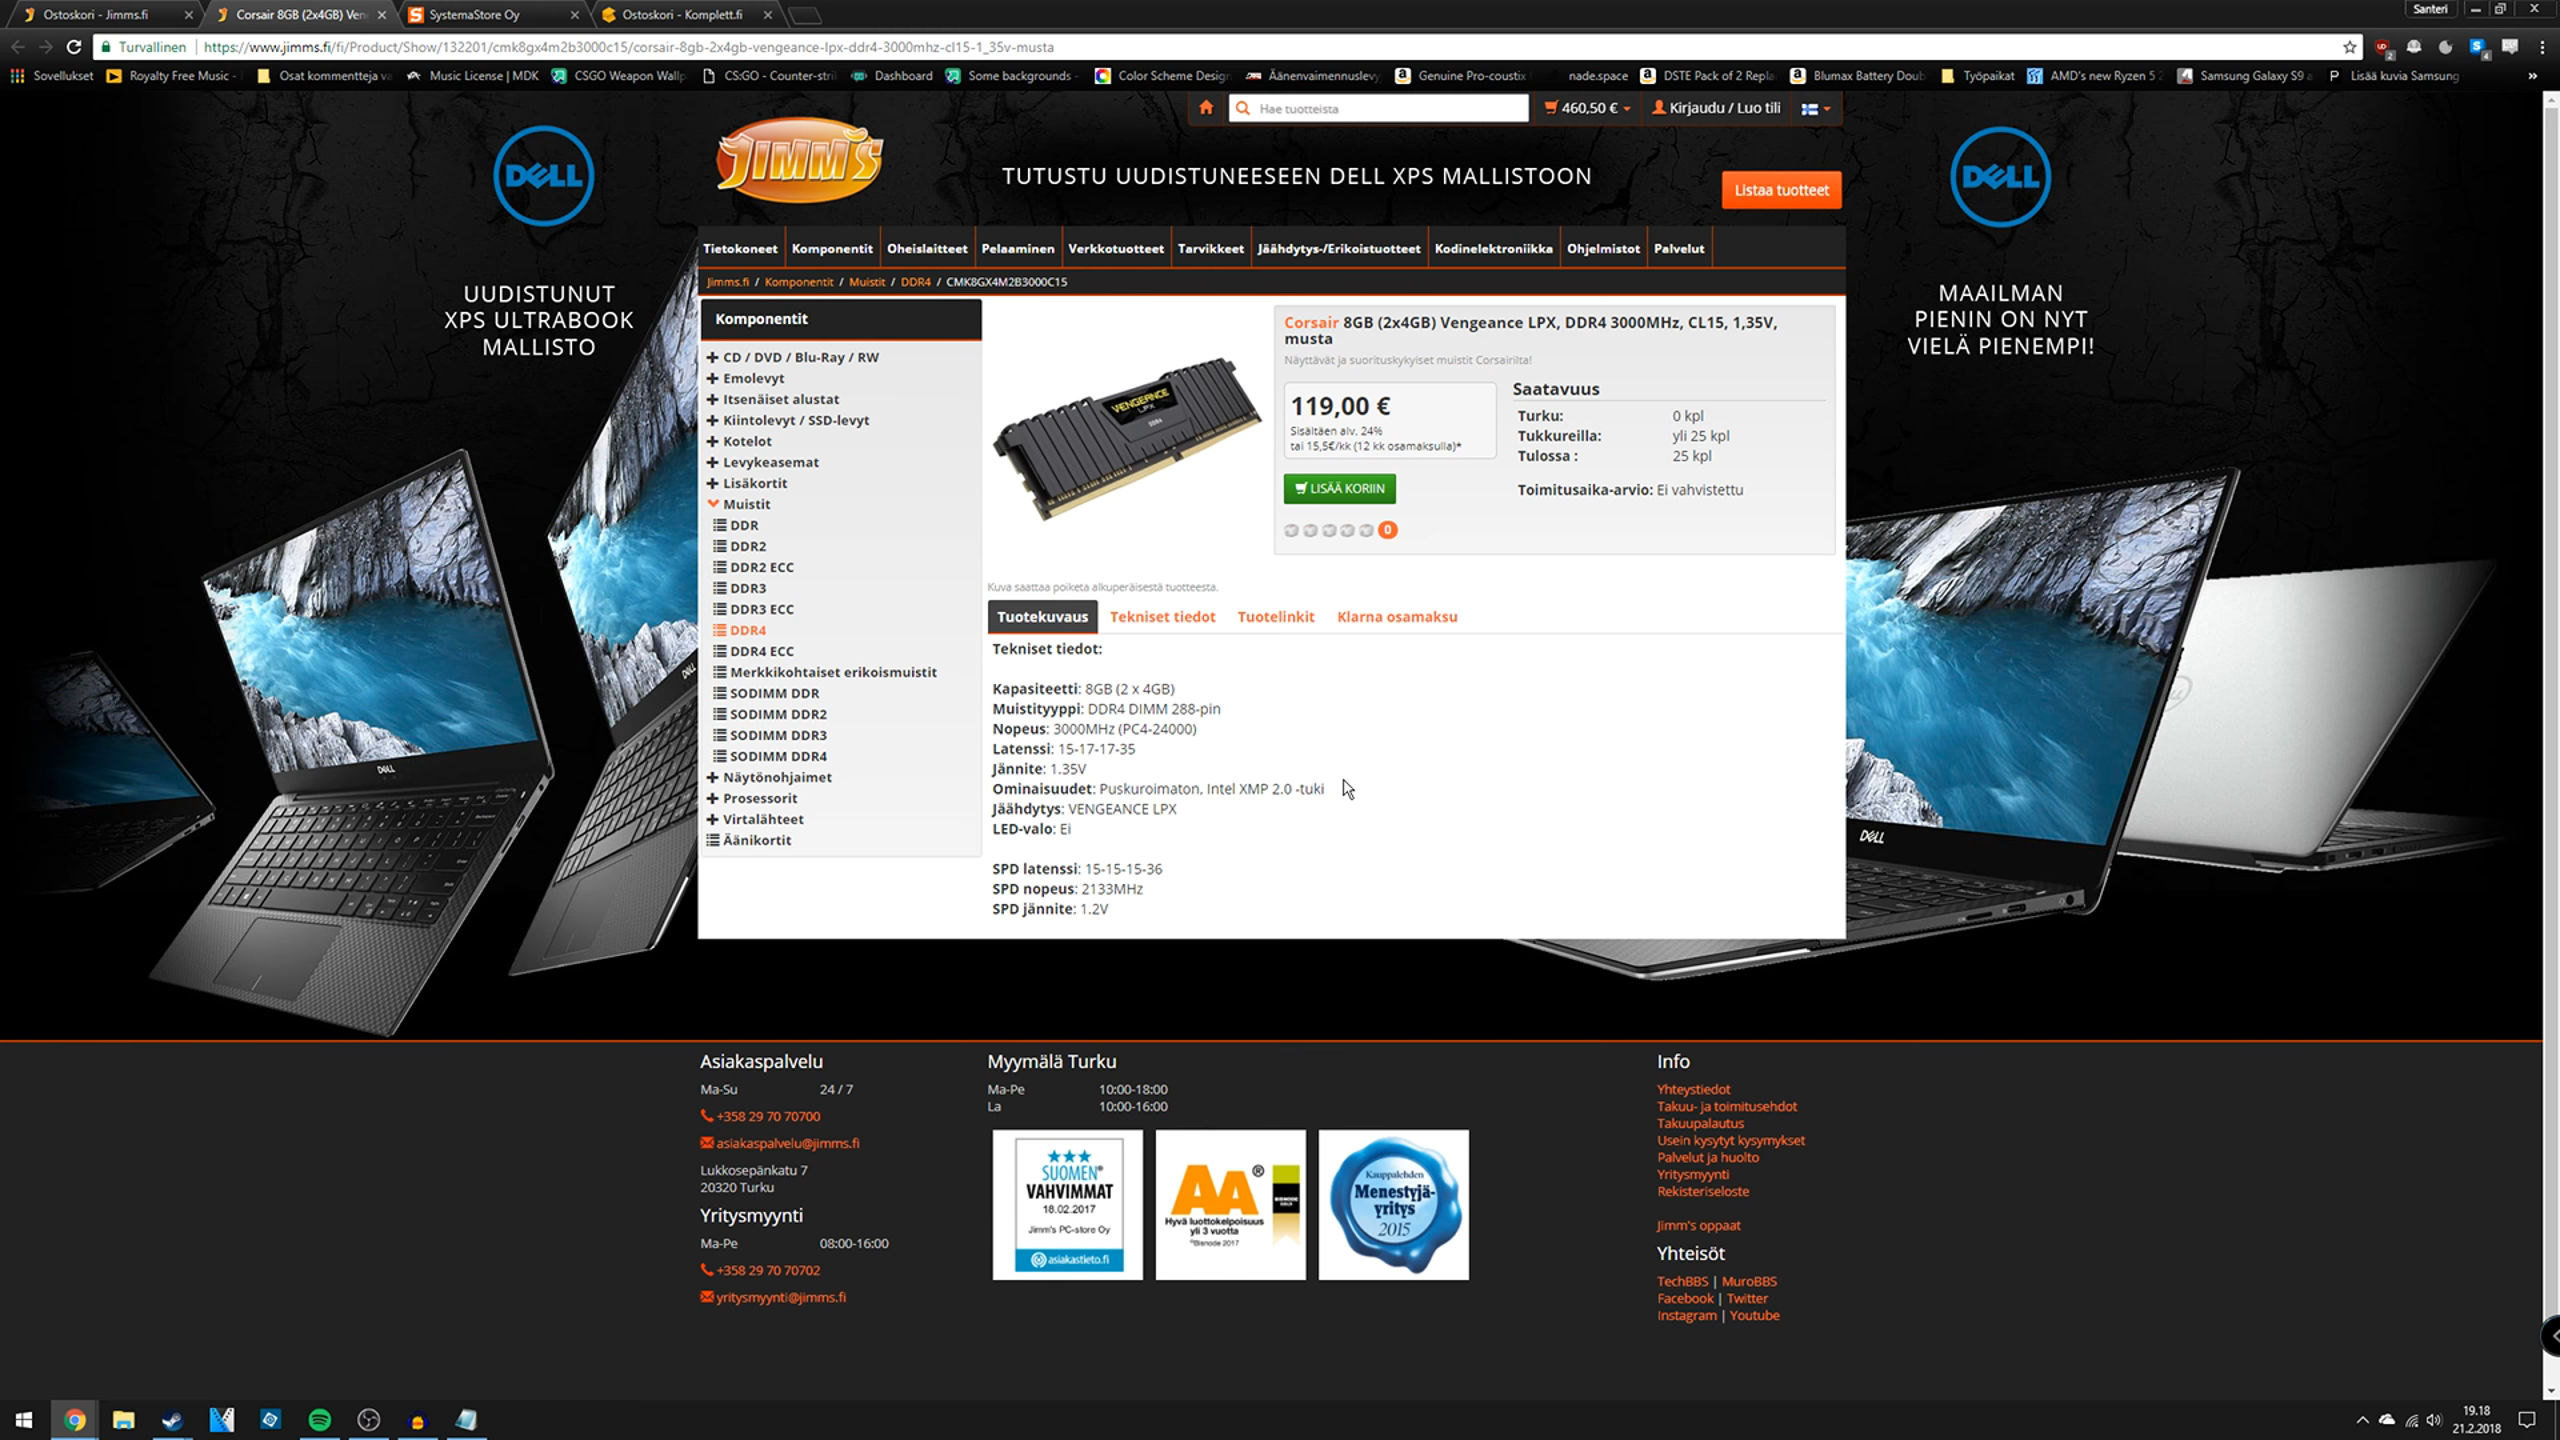 Ostoskori - Jimms.fi
Corsair 8GB (2x4GB) Ven
SystemaStore Oy
Ostoskori - Komplett.fi
Santeri
Turvallinen
https://www.jimms.fi/fi/Product/Show/132201/cmk8gx4m2b3000c15/corsair-8gb-2x4gb-vengeance-lpx-ddr4-3000mhz-cl15-1_35v-musta
Sovellukset
Royalty Free Music -
Osat kommentteja va
Music License | MDK
CSGO Weapon Wallp
CS:GO - Counter-stri
Dashboard
Some backgrounds -
Color Scheme Design
Äänenvaimennuslevy
Genuine Pro-coustix
node.space
DSTE Pack of 2 Repla
Blumax Battery Doub
Työpaikat
AMD's new Ryzen 5 2
Samsung Galaxy S9 a
Lisää kuvia Samsung
Hae tuotteista
460,50 €
Kirjaudu / Luo tili
DELL
JIMM'S
TUTUSTU UUDISTUNEESEEN DELL XPS MALLISTOON
Listaa tuotteet
DELL
Tietokoneet
Komponentit
Oheislaitteet
Pelaaminen
Verkkotuotteet
Tarvikkeet
Jäähdytys-/Erikoistuotteet
Kodinelektroniikka
Ohjelmistot
Palvelut
UUDISTUNUT
XPS ULTRABOOK
MALLISTO
MAAILMAN
PIENIN ON NYT
VIELÄ PIENEMPI!
Jimms.fi / Komponentit / Muistit / DDR4 / CMK8GX4M2B3000C15
Komponentit
CD / DVD / Blu-Ray / RW
Emolevyt
Itsenäiset alustat
Kiintolevyt / SSD-levyt
Kotelot
Levykeasemat
Lisäkortit
Muistit
DDR
DDR2
DDR2 ECC
DDR3
DDR3 ECC
DDR4
DDR4 ECC
Merkkikohtaiset erikoismuistit
SODIMM DDR
SODIMM DDR2
SODIMM DDR3
SODIMM DDR4
Näytönohjaimet
Prosessorit
Virtalähteet
Äänikortit
VENGEANCE
LPX
DDR4
Corsair 8GB (2x4GB) Vengeance LPX, DDR4 3000MHz, CL15, 1,35V,
musta
Näyttävät ja suorituskykyiset muistit Corsairilta!
119,00 €
Sisältäen alv. 24%
tai 15,5€/kk (12 kk osamaksulla)*
LISÄÄ KORIIN
0
Saatavuus
Turku: 0 kpl
Tukkureilla: yli 25 kpl
Tulossa : 25 kpl
Toimitusaika-arvio: Ei vahvistettu
Kuva saattaa poiketa alkuperäisestä tuotteesta.
Tuotekuvaus
Tekniset tiedot
Tuotelinkit
Klarna osamaksu
Tekniset tiedot:
Kapasiteetti: 8GB (2 x 4GB)
Muistityyppi: DDR4 DIMM 288-pin
Nopeus: 3000MHz (PC4-24000)
Latenssi: 15-17-17-35
Jännite: 1.35V
Ominaisuudet: Puskuroimaton, Intel XMP 2.0 -tuki
Jäähdytys: VENGEANCE LPX
LED-valo: Ei
SPD latenssi: 15-15-15-36
SPD nopeus: 2133MHz
SPD jännite: 1.2V
DELL
DELL
DELL
Asiakaspalvelu
Ma-Su 24 / 7
+358 29 70 70700
asiakaspalvelu@jimms.fi
Lukkosepänkatu 7
20320 Turku
Yritysmyynti
Ma-Pe 08:00-16:00
+358 29 70 70702
yritysmyynti@jimms.fi
Myymälä Turku
Ma-Pe 10:00-18:00
La 10:00-16:00
SUOMEN®
VAHVIMMAT
18.02.2017
Jimm's PC-store Oy
asiakastieto.fi
AA®
BISNODE
GOLD
Hyvä luottokelpoisuus
yli 3 vuotta
©Bisnode 2017
Kauppalehden
Menestyjä-
yritys
2015
Info
Yhteystiedot
Takuu- ja toimitusehdot
Takuupalautus
Usein kysytyt kysymykset
Palvelut ja huolto
Yritysmyynti
Rekisteriseloste
Jimm's oppaat
Yhteisöt
TechBBS | MuroBBS
Facebook | Twitter
Instagram | Youtube
19.18
21.2.2018